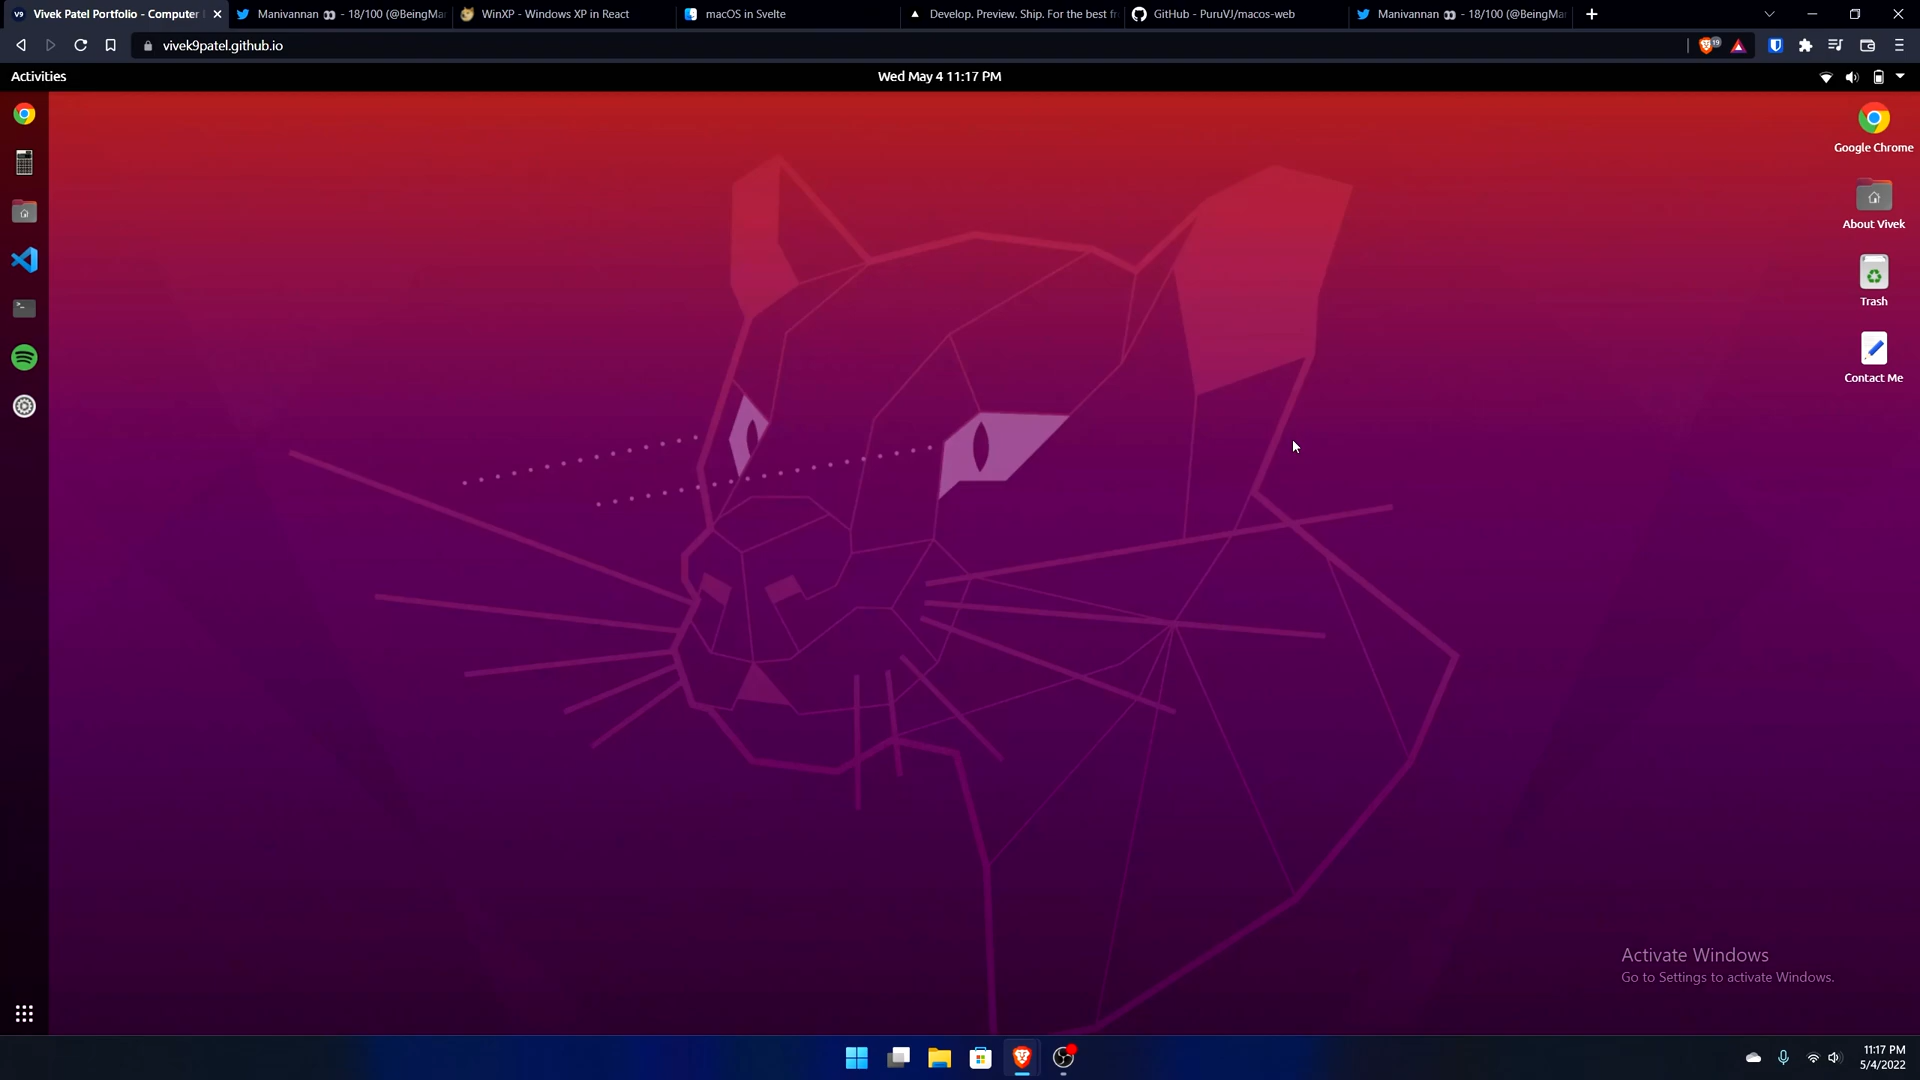 Vivek Patel Portfolio - Computer
Manivannan 👀 - 18/100 (@BeingMa
WinXP - Windows XP in React
macOS in Svelte
Develop. Preview. Ship. For the best fr
GitHub - PuruVJ/macos-web
Manivannan 👀 - 18/100 (@BeingMa
vivek9patel.github.io
19
Activities
Wed May 4 11:17 PM
Google Chrome
About Vivek
Trash
Contact Me
Activate Windows
Go to Settings to activate Windows.
11:17 PM
5/4/2022